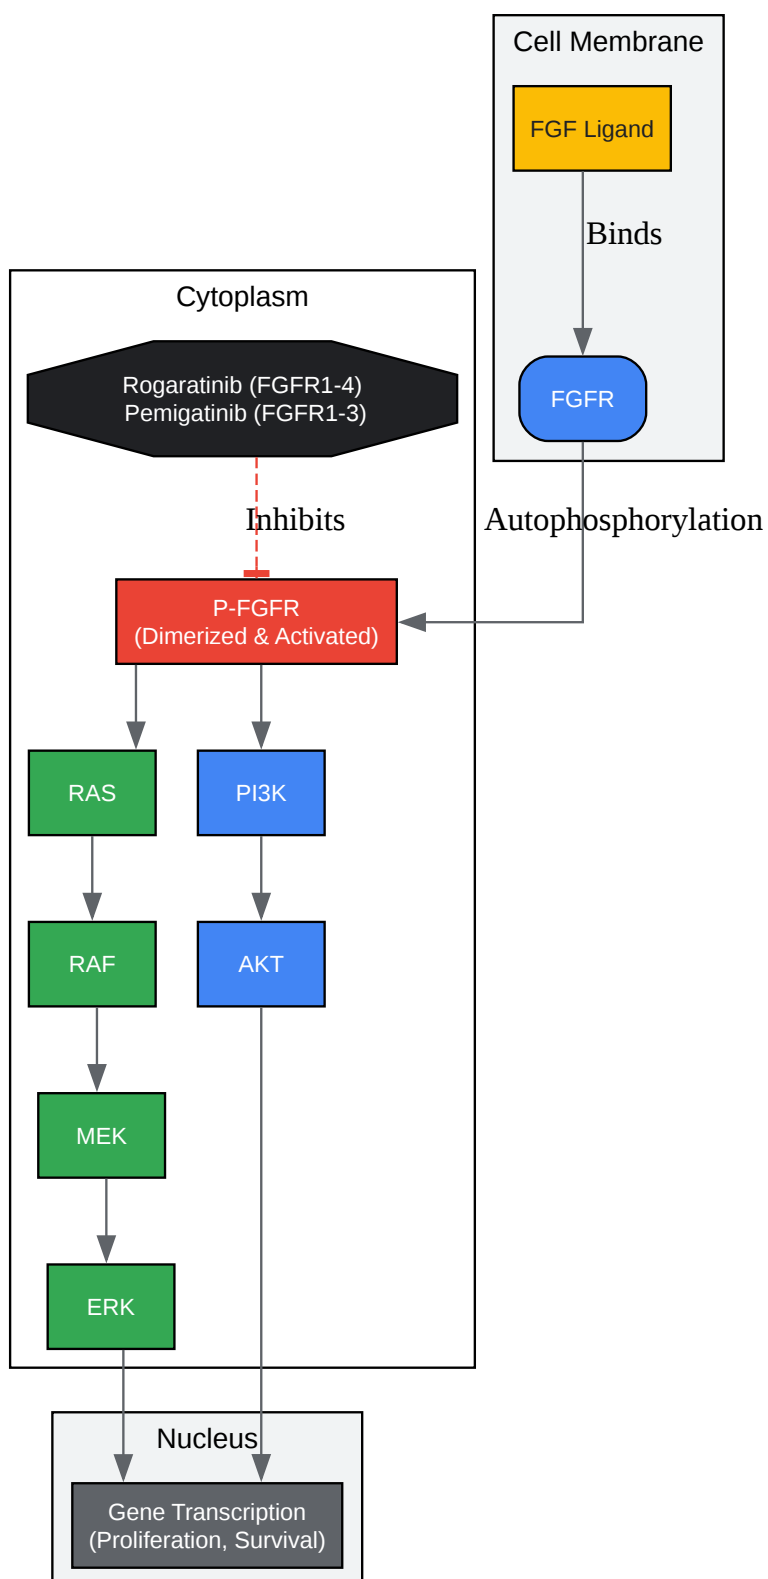 Cell Membrane
FGF Ligand
Binds
Cytoplasm
Rogaratinib (FGFR1-4)
Pemigatinib (FGFR1-3)
FGFR
Inhibits
Autophosphorylation
P-FGFR
(Dimerized & Activated)
RAS
PI3K
RAF
AKT
MEK
ERK
Nucleus
Gene Transcription
(Proliferation, Survival)